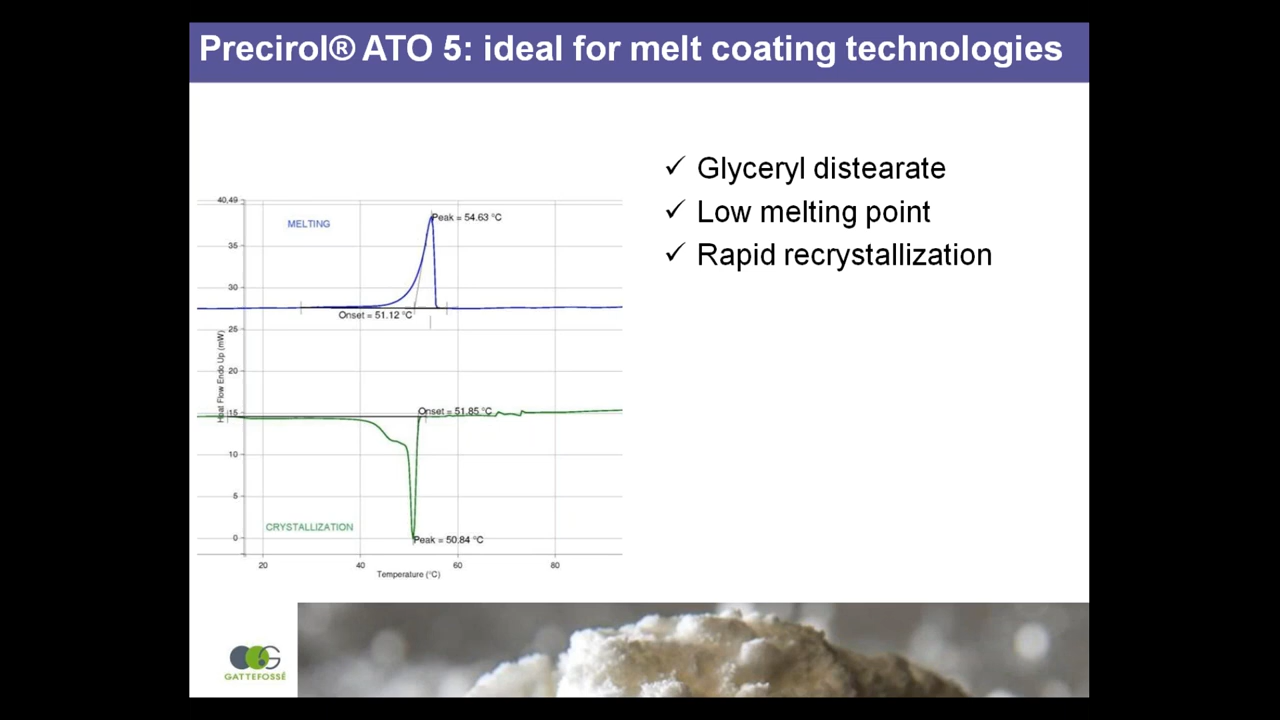 Precirol® ATO 5: ideal for melt coating technologies
✓ Glyceryl distearate
✓ Low melting point
✓ Rapid recrystallization
40,49
35
30
25
20
15
10
5
0
Heat Flow Endo Up (mW)
MELTING
Peak = 54.63 °C
Onset = 51.12 °C
Onset = 51.85 °C
CRYSTALLIZATION
Peak = 50.84 °C
20 40 60 80
Temperature (°C)
GATTEFOSSÉ